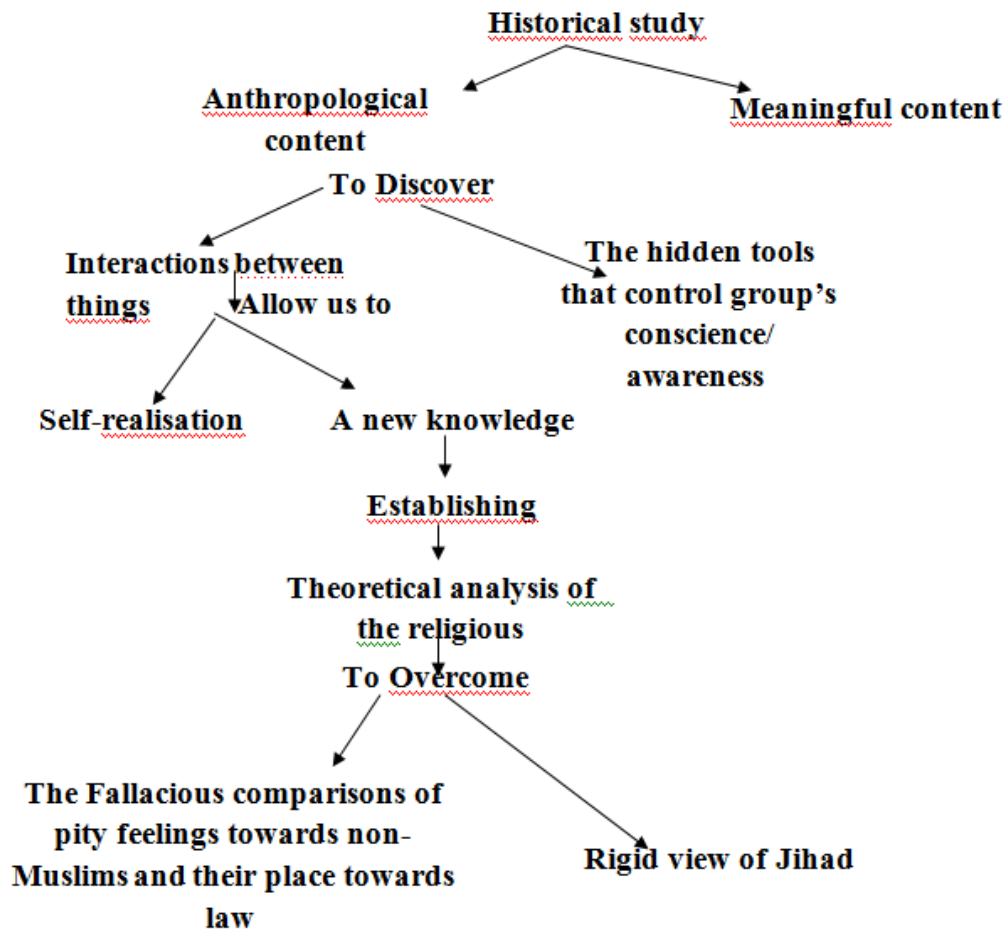 Historical study
Anthropological
content
Meaningful content
To Discover
Interactions between
things
Allow us to
The hidden tools
that control group’s
conscience/
awareness
Self-realisation
A new knowledge
Establishing
Theoretical analysis of
the religious
To Overcome
The Fallacious comparisons of
pity feelings towards non-
Muslims and their place towards
law
Rigid view of Jihad